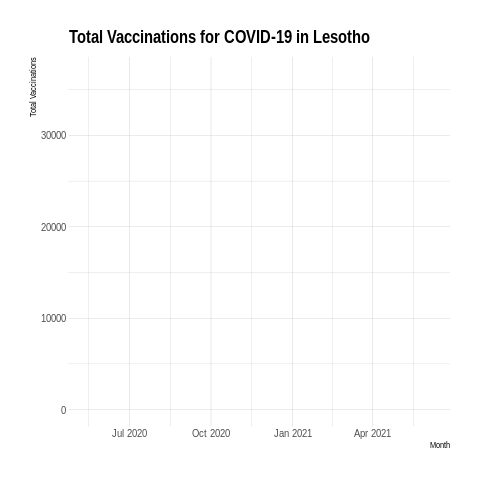 Total Vaccinations for COVID-19 in Lesotho
Total Vaccinations
30000
20000
10000
0
Jul 2020
Oct 2020
Jan 2021
Apr 2021
Month